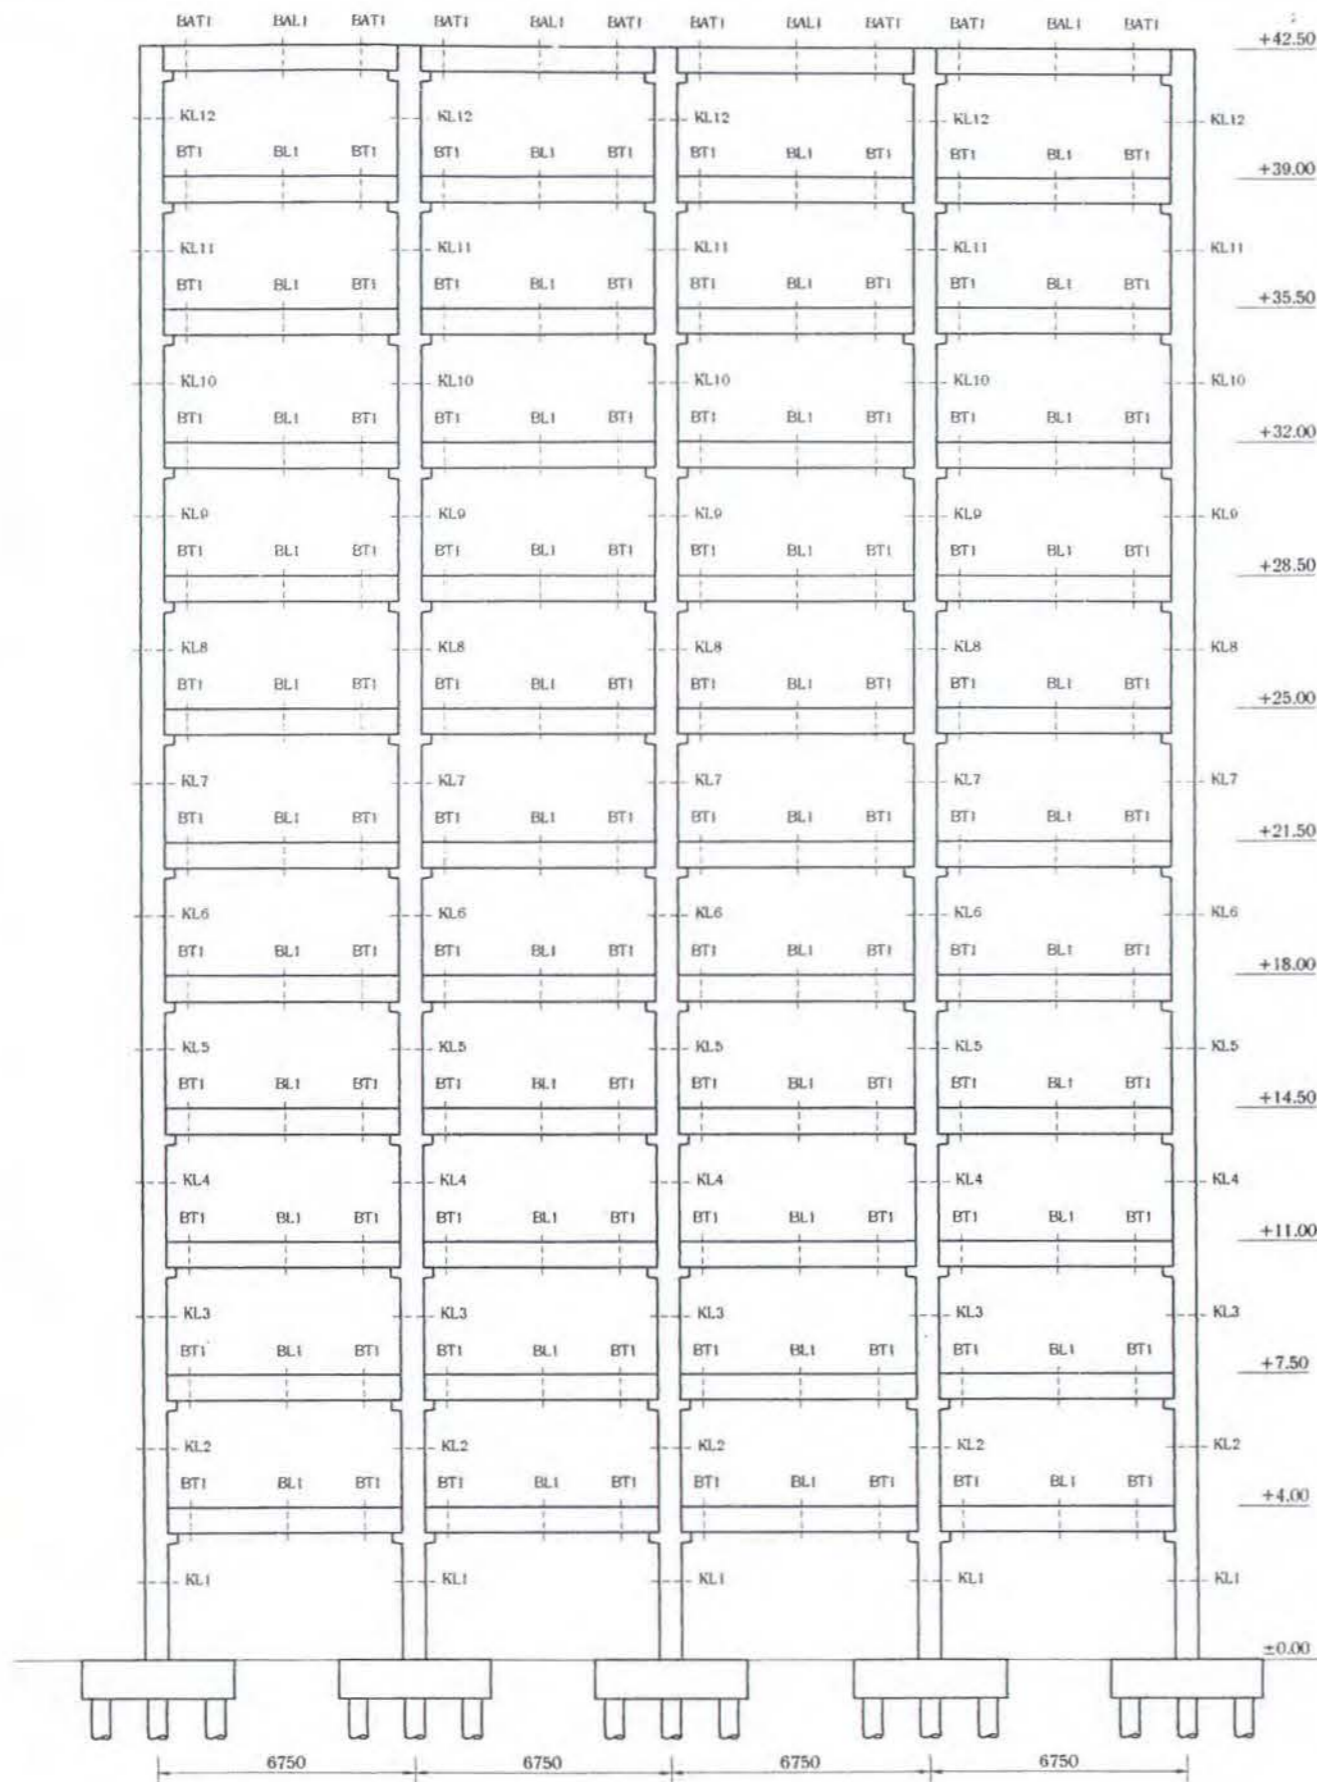 BAT1 BAL1 BAT1 BAT1 BAL1 BAT1 BAT1 BAL1 BAT1 BAT1 BAL1 BAT1
+42.50
KL12 KL12 KL12 KL12 KL12
BT1 BL1 BT1 BT1 BL1 BT1 BT1 BL1 BT1 BT1 BL1 BT1
+39.00
KL11 KL11 KL11 KL11 KL11
BT1 BL1 BT1 BT1 BL1 BT1 BT1 BL1 BT1 BT1 BL1 BT1
+35.50
KL10 KL10 KL10 KL10 KL10
BT1 BL1 BT1 BT1 BL1 BT1 BT1 BL1 BT1 BT1 BL1 BT1
+32.00
KL9 KL9 KL9 KL9 KL9
BT1 BL1 BT1 BT1 BL1 BT1 BT1 BL1 BT1 BT1 BL1 BT1
+28.50
KL8 KL8 KL8 KL8 KL8
BT1 BL1 BT1 BT1 BL1 BT1 BT1 BL1 BT1 BT1 BL1 BT1
+25.00
KL7 KL7 KL7 KL7 KL7
BT1 BL1 BT1 BT1 BL1 BT1 BT1 BL1 BT1 BT1 BL1 BT1
+21.50
KL6 KL6 KL6 KL6 KL6
BT1 BL1 BT1 BT1 BL1 BT1 BT1 BL1 BT1 BT1 BL1 BT1
+18.00
KL5 KL5 KL5 KL5 KL5
BT1 BL1 BT1 BT1 BL1 BT1 BT1 BL1 BT1 BT1 BL1 BT1
+14.50
KL4 KL4 KL4 KL4 KL4
BT1 BL1 BT1 BT1 BL1 BT1 BT1 BL1 BT1 BT1 BL1 BT1
+11.00
KL3 KL3 KL3 KL3 KL3
BT1 BL1 BT1 BT1 BL1 BT1 BT1 BL1 BT1 BT1 BL1 BT1
+7.50
KL2 KL2 KL2 KL2 KL2
BT1 BL1 BT1 BT1 BL1 BT1 BT1 BL1 BT1 BT1 BL1 BT1
+4.00
KL1 KL1 KL1 KL1 KL1
±0.00
6750 6750 6750 6750